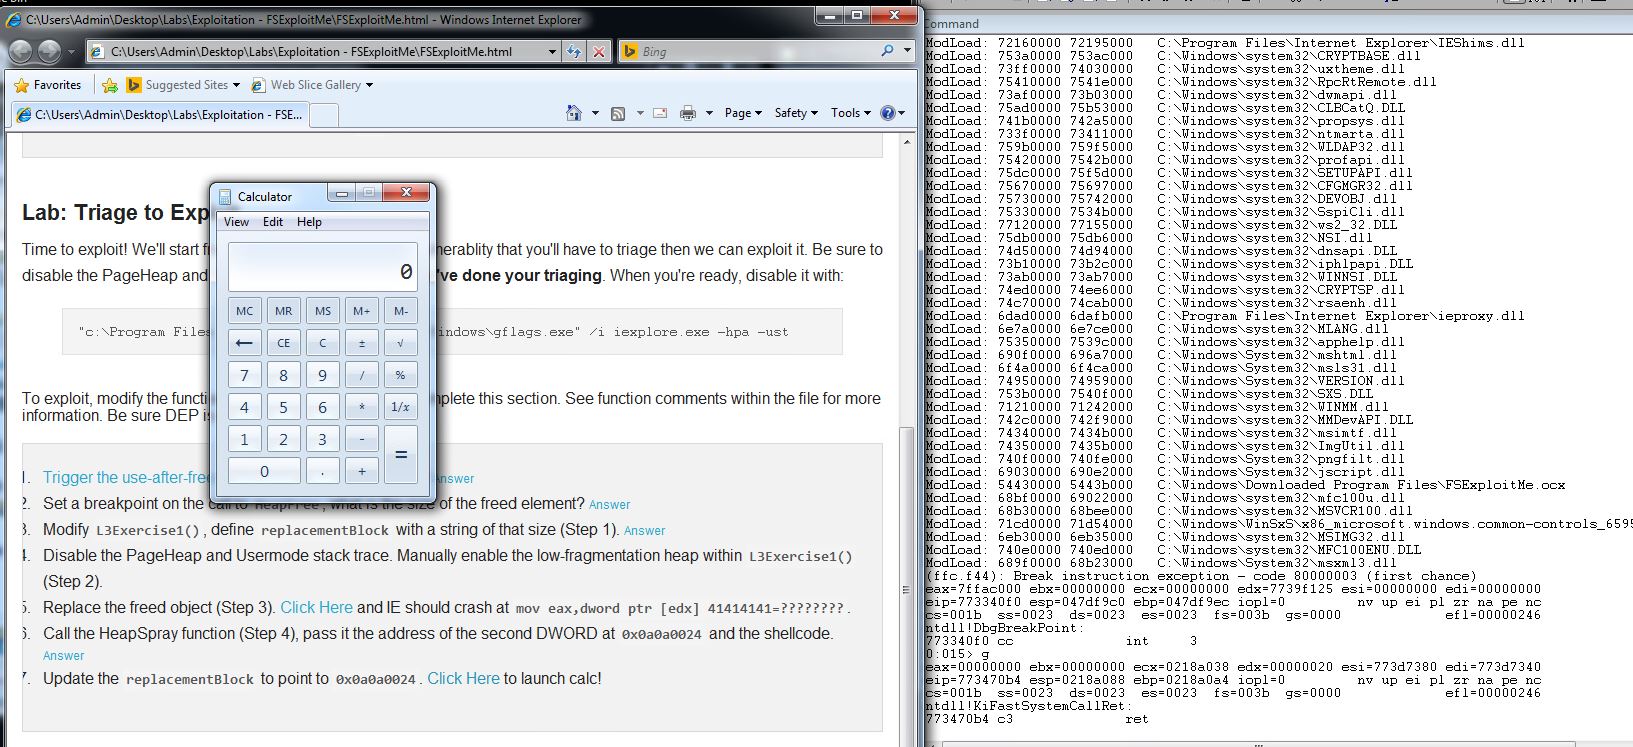 C:\Users\Admin\Desktop\Labs\Exploitation - FSExploitMe\FSExploitMe.html - Windows Internet Explorer
C:\Users\Admin\Desktop\Labs\Exploitation - FSExploitMe\FSExploitMe.html
Bing
Favorites
Suggested Sites
Web Slice Gallery
C:\Users\Admin\Desktop\Labs\Exploitation - FSE...
Page
Safety
Tools
Lab: Triage to Exp
Time to exploit! We'll start f nerablity that you'll have to triage then we can exploit it. Be sure to
disable the PageHeap and 've done your triaging. When you're ready, disable it with:
"c:\Program Files ndows\gflags.exe" /i iexplore.exe -hpa -ust
To exploit, modify the functi nplete this section. See function comments within the file for more
information. Be sure DEP is
1. Trigger the use-after-free Answer
2. Set a breakpoint on the call to HeapFree, what is the size of the freed element? Answer
3. Modify L3Exercise1(), define replacementBlock with a string of that size (Step 1). Answer
4. Disable the PageHeap and Usermode stack trace. Manually enable the low-fragmentation heap within L3Exercise1()
(Step 2).
5. Replace the freed object (Step 3). Click Here and IE should crash at mov eax,dword ptr [edx] 41414141=????????.
6. Call the HeapSpray function (Step 4), pass it the address of the second DWORD at 0x0a0a0024 and the shellcode.
Answer
7. Update the replacementBlock to point to 0x0a0a0024. Click Here to launch calc!
Calculator
View Edit Help
0
MC MR MS M+ M-
← CE C ± √
7 8 9 / %
4 5 6 * 1/x
1 2 3 - =
0 . +
Command
ModLoad: 72160000 72195000 C:\Program Files\Internet Explorer\IEShims.dll
ModLoad: 753a0000 753ac000 C:\Windows\system32\CRYPTBASE.dll
ModLoad: 73ff0000 74030000 C:\Windows\system32\uxtheme.dll
ModLoad: 75410000 7541e000 C:\Windows\system32\RpcRtRemote.dll
ModLoad: 73af0000 73b03000 C:\Windows\system32\dwmapi.dll
ModLoad: 75ad0000 75b53000 C:\Windows\system32\CLBCatQ.DLL
ModLoad: 741b0000 742a5000 C:\Windows\system32\propsys.dll
ModLoad: 733f0000 73411000 C:\Windows\system32\ntmarta.dll
ModLoad: 759b0000 759f5000 C:\Windows\system32\WLDAP32.dll
ModLoad: 75420000 7542b000 C:\Windows\system32\profapi.dll
ModLoad: 75dc0000 75f5d000 C:\Windows\system32\SETUPAPI.dll
ModLoad: 75670000 75697000 C:\Windows\system32\CFGMGR32.dll
ModLoad: 75730000 75742000 C:\Windows\system32\DEVOBJ.dll
ModLoad: 75330000 7534b000 C:\Windows\system32\SspiCli.dll
ModLoad: 77120000 77155000 C:\Windows\system32\ws2_32.DLL
ModLoad: 75db0000 75db6000 C:\Windows\system32\NSI.dll
ModLoad: 74d50000 74d94000 C:\Windows\system32\dnsapi.DLL
ModLoad: 73b10000 73b2c000 C:\Windows\system32\iphlpapi.DLL
ModLoad: 73ab0000 73ab7000 C:\Windows\system32\WINNSI.DLL
ModLoad: 74ed0000 74ee6000 C:\Windows\system32\CRYPTSP.dll
ModLoad: 74c70000 74cab000 C:\Windows\system32\rsaenh.dll
ModLoad: 6dad0000 6dafb000 C:\Program Files\Internet Explorer\ieproxy.dll
ModLoad: 6e7a0000 6e7ce000 C:\Windows\system32\MLANG.dll
ModLoad: 75350000 7539c000 C:\Windows\system32\apphelp.dll
ModLoad: 690f0000 696a7000 C:\Windows\System32\mshtml.dll
ModLoad: 6f4a0000 6f4ca000 C:\Windows\System32\msls31.dll
ModLoad: 74950000 74959000 C:\Windows\system32\VERSION.dll
ModLoad: 753b0000 7540f000 C:\Windows\system32\SXS.DLL
ModLoad: 71210000 71242000 C:\Windows\system32\WINMM.dll
ModLoad: 742c0000 742f9000 C:\Windows\system32\MMDevAPI.DLL
ModLoad: 74340000 7434b000 C:\Windows\system32\msimtf.dll
ModLoad: 74350000 7435b000 C:\Windows\system32\ImgUtil.dll
ModLoad: 740f0000 740fe000 C:\Windows\System32\pngfilt.dll
ModLoad: 69030000 690e2000 C:\Windows\System32\jscript.dll
ModLoad: 54430000 5443b000 C:\Windows\Downloaded Program Files\FSExploitMe.ocx
ModLoad: 68bf0000 69022000 C:\Windows\system32\mfc100u.dll
ModLoad: 68b30000 68bee000 C:\Windows\system32\MSVCR100.dll
ModLoad: 71cd0000 71d54000 C:\Windows\WinSxS\x86_microsoft.windows.common-controls_6595
ModLoad: 6eb30000 6eb35000 C:\Windows\system32\MSIMG32.dll
ModLoad: 740e0000 740ed000 C:\Windows\system32\MFC100ENU.DLL
ModLoad: 689f0000 68b23000 C:\Windows\System32\msxml3.dll
(ffc.f44): Break instruction exception - code 80000003 (first chance)
eax=7ffac000 ebx=00000000 ecx=00000000 edx=7739f125 esi=00000000 edi=00000000
eip=773340f0 esp=047df9c0 ebp=047df9ec iopl=0 nv up ei pl zr na pe nc
cs=001b ss=0023 ds=0023 es=0023 fs=003b gs=0000 efl=00000246
ntdll!DbgBreakPoint:
773340f0 cc int 3
0:015> g
eax=00000000 ebx=00000000 ecx=0218a038 edx=00000020 esi=773d7380 edi=773d7340
eip=773470b4 esp=0218a088 ebp=0218a0a4 iopl=0 nv up ei pl zr na pe nc
cs=001b ss=0023 ds=0023 es=0023 fs=003b gs=0000 efl=00000246
ntdll!KiFastSystemCallRet:
773470b4 c3 ret